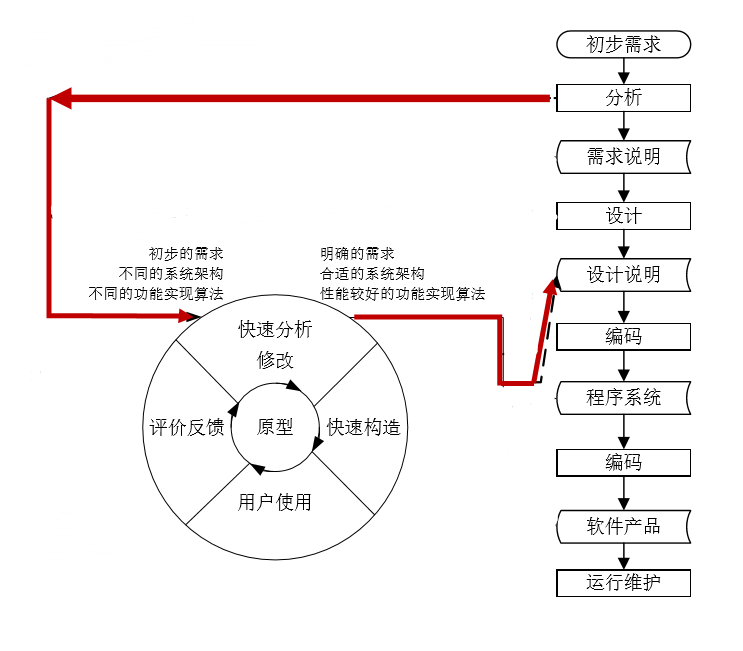 初步需求
分析
需求说明
设计
设计说明
编码
程序系统
编码
软件产品
运行维护
初步的需求
不同的系统架构
不同的功能实现算法
明确的需求
合适的系统架构
性能较好的功能实现算法
快速分析
修改
评价反馈
原型
快速构造
用户使用